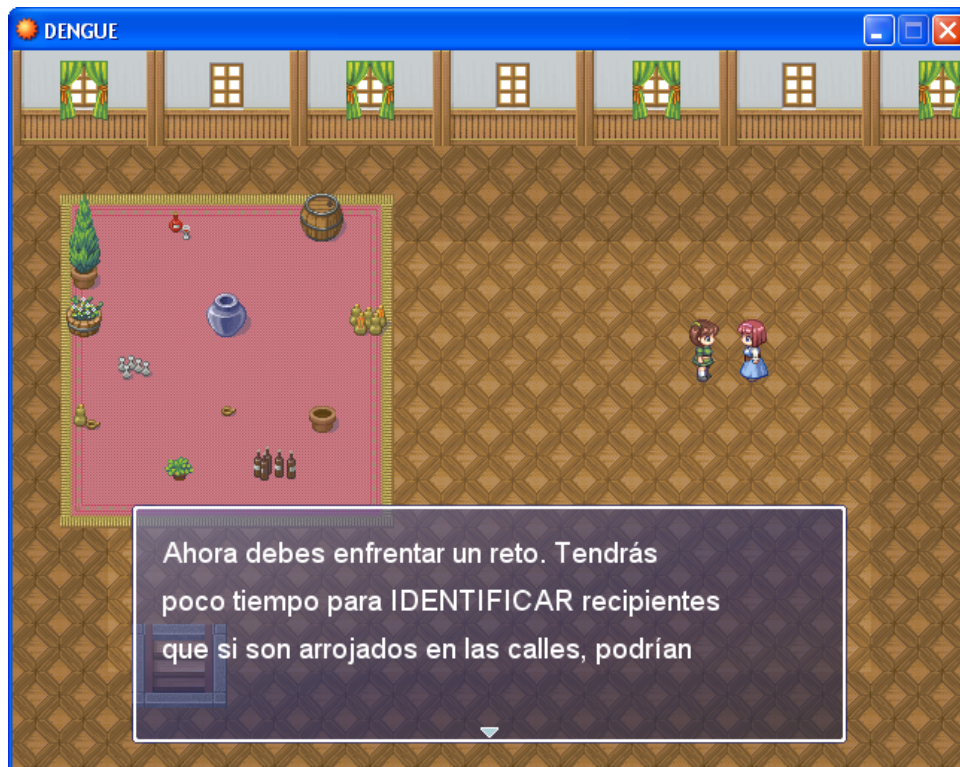 DENGUE
Ahora debes enfrentar un reto. Tendrás
poco tiempo para IDENTIFICAR recipientes
que si son arrojados en las calles, podrían